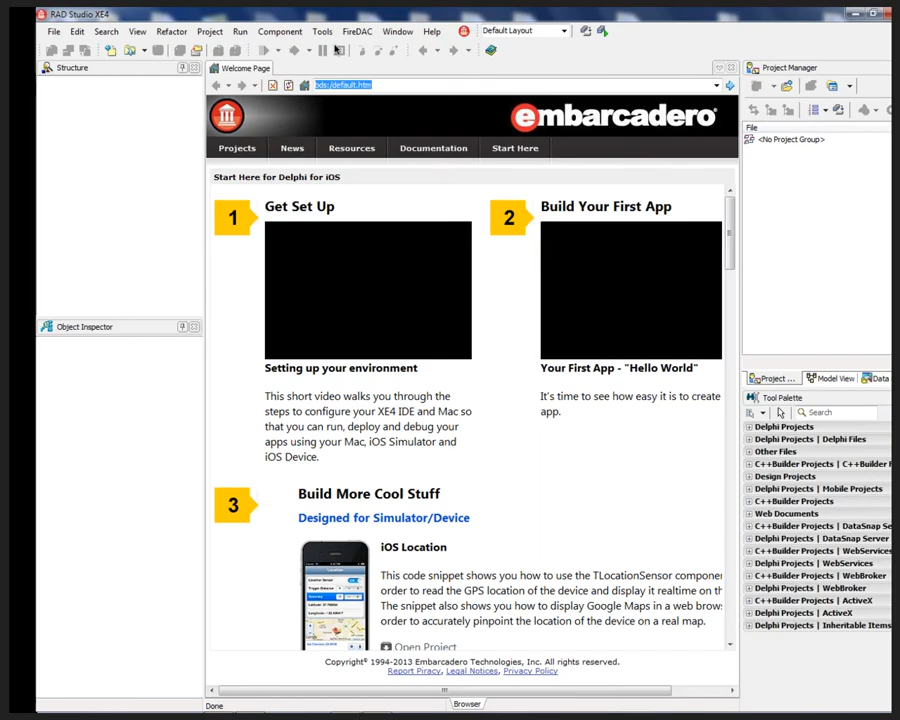 RAD Studio XE4
File Edit Search View Refactor Project Run Component Tools FireDAC Window Help Default Layout
Structure
Welcome Page
Project Manager
bds:/default.htm
embarcadero
File
<No Project Group>
Projects News Resources Documentation Start Here
Start Here for Delphi for iOS
1 Get Set Up
2 Build Your First App
Setting up your environment
This short video walks you through the
steps to configure your XE4 IDE and Mac so
that you can run, deploy and debug your
apps using your Mac, iOS Simulator and
iOS Device.
Your First App - "Hello World"
It's time to see how easy it is to create
app.
3 Build More Cool Stuff
Designed for Simulator/Device
iOS Location
This code snippet shows you how to use the TLocationSensor componer
order to read the GPS location of the device and display it realtime on th
The snippet also shows you how to display Google Maps in a web brow
order to accurately pinpoint the location of the device on a real map.
Open Project
Copyright© 1994-2013 Embarcadero Technologies, Inc. All rights reserved.
Report Piracy, Legal Notices, Privacy Policy
Done
Browser
Object Inspector
Project ... Model View Data
Tool Palette
Search
Delphi Projects
Delphi Projects | Delphi Files
Other Files
C++Builder Projects | C++Builder F
Design Projects
Delphi Projects | Mobile Projects
C++Builder Projects
Web Documents
C++Builder Projects | DataSnap Se
Delphi Projects | DataSnap Server
C++Builder Projects | WebServices
Delphi Projects | WebServices
C++Builder Projects | WebBroker
Delphi Projects | WebBroker
C++Builder Projects | ActiveX
Delphi Projects | ActiveX
Delphi Projects | Inheritable Items